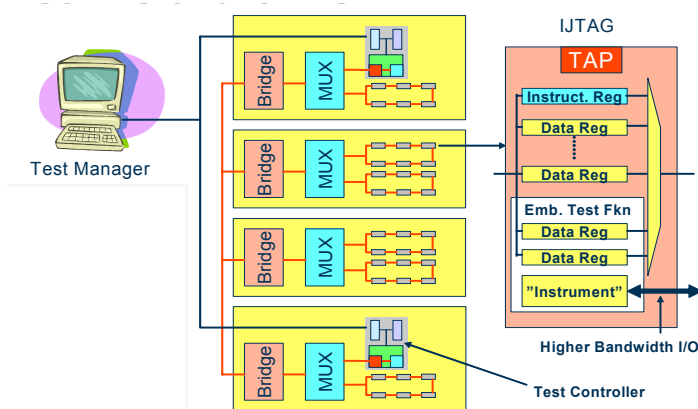 IJTAG
TAP
Instruct. Reg
Data Reg
Data Reg
Emb. Test Fkn
Data Reg
Data Reg
"Instrument"
Higher Bandwidth I/O
Test Manager
Bridge
MUX
Bridge
MUX
Bridge
MUX
Bridge
MUX
Test Controller